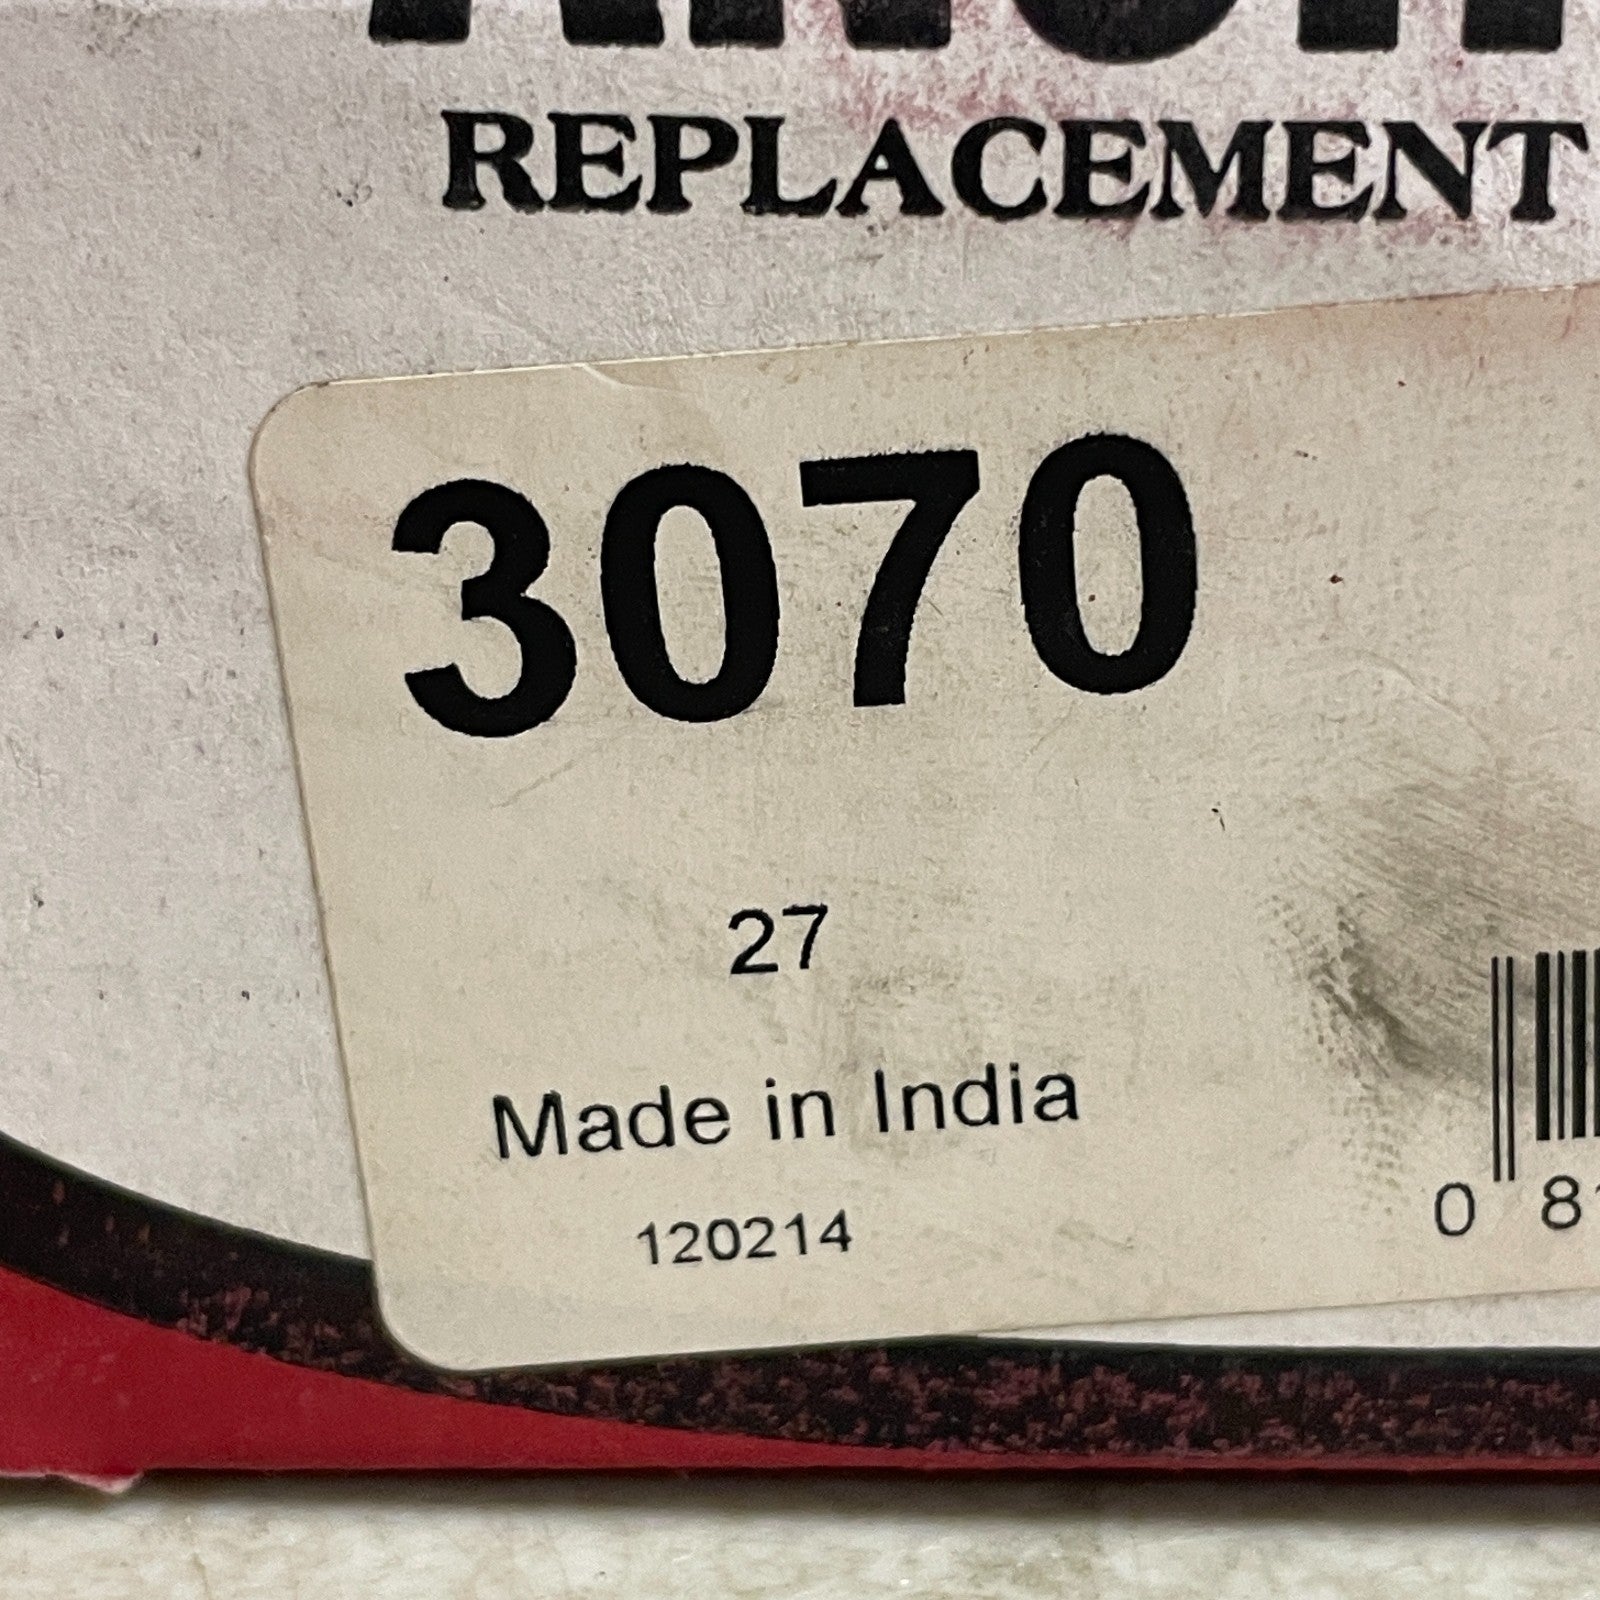 REPLACEMENT
3070
27
Made in India
120214
0 8